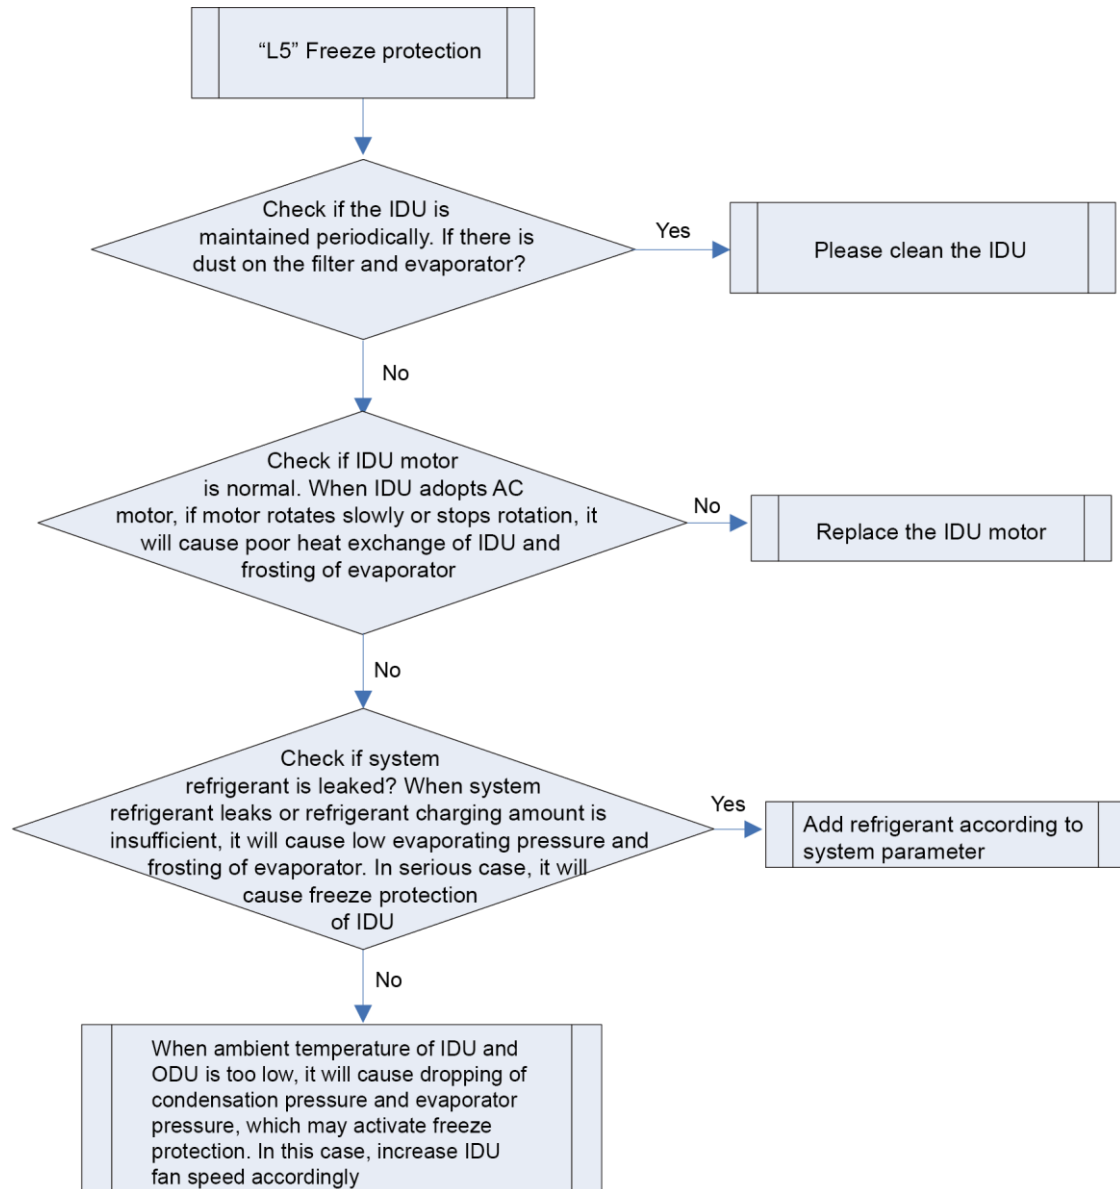 “L5” Freeze protection
Check if the IDU is
maintained periodically. If there is
dust on the filter and evaporator?
Yes
Please clean the IDU
No
Check if IDU motor
is normal. When IDU adopts AC
motor, if motor rotates slowly or stops rotation, it
will cause poor heat exchange of IDU and
frosting of evaporator
No
Replace the IDU motor
No
Check if system
refrigerant is leaked? When system
refrigerant leaks or refrigerant charging amount is
insufficient, it will cause low evaporating pressure and
frosting of evaporator. In serious case, it will
cause freeze protection
of IDU
Yes
Add refrigerant according to
system parameter
No
When ambient temperature of IDU and
ODU is too low, it will cause dropping of
condensation pressure and evaporator
pressure, which may activate freeze
protection. In this case, increase IDU
fan speed accordingly